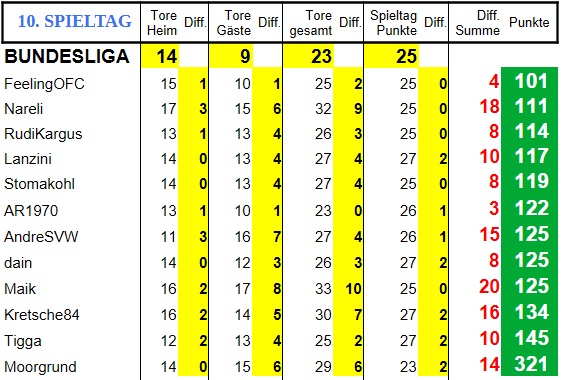 10. SPIELTAG Tore Heim Diff. Tore Gäste Diff. Tore gesamt Diff. Spieltag Punkte Diff. Diff. Summe Punkte
BUNDESLIGA 14 9 23 25
FeelingOFC 15 1 10 1 25 2 25 0 4 101
Nareli 17 3 15 6 32 9 25 0 18 111
RudiKargus 13 1 13 4 26 3 25 0 8 114
Lanzini 14 0 13 4 27 4 27 2 10 117
Stomakohl 14 0 13 4 27 4 25 0 8 119
AR1970 13 1 10 1 23 0 26 1 3 122
AndreSVW 11 3 16 7 27 4 26 1 15 125
dain 14 0 12 3 26 3 27 2 8 125
Maik 16 2 17 8 33 10 25 0 20 125
Kretsche84 16 2 14 5 30 7 27 2 16 134
Tigga 12 2 13 4 25 2 27 2 10 145
Moorgrund 14 0 15 6 29 6 23 2 14 321